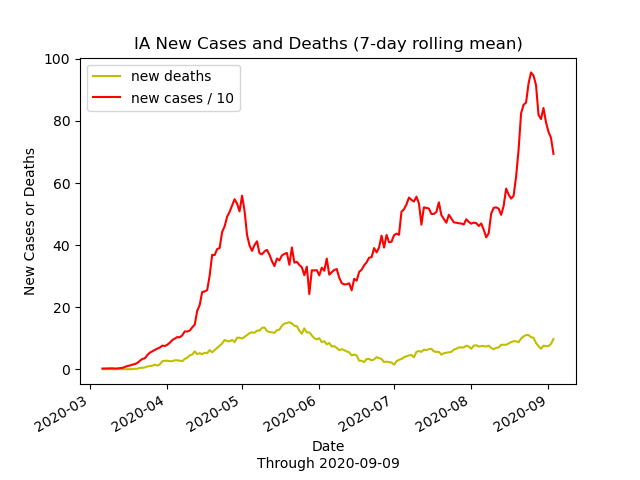 IA New Cases and Deaths (7-day rolling mean)
new deaths
new cases / 10
New Cases or Deaths
100
80
60
40
20
0
2020-03
2020-04
2020-05
2020-06
2020-07
2020-08
2020-09
Date
Through 2020-09-09